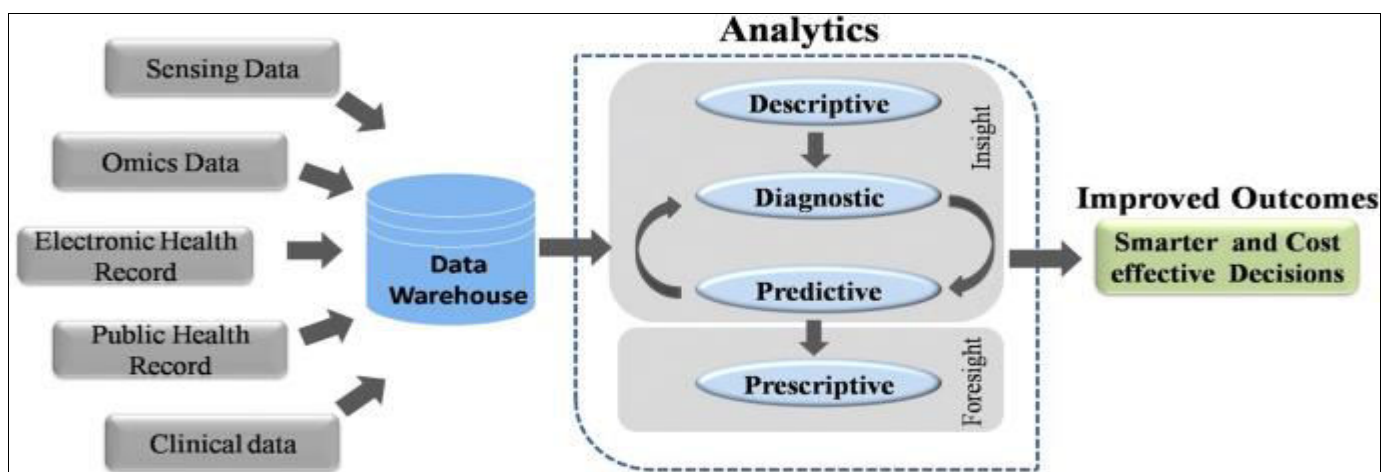 Sensing Data
Omics Data
Electronic Health
Record
Public Health
Record
Clinical data
Data
Warehouse
Analytics
Descriptive
Diagnostic
Predictive
Insight
Prescriptive
Foresight
Improved Outcomes
Smarter and Cost
effective Decisions